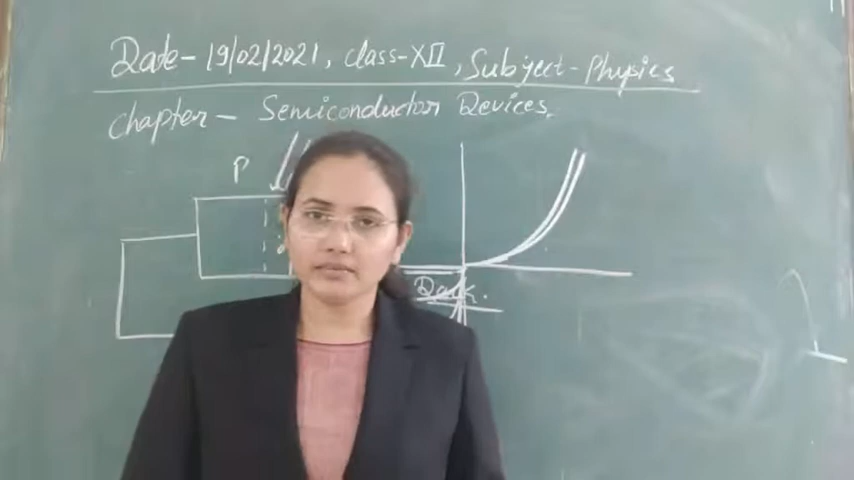 Date - 19/02/2021, class-XII, Subject - Physics
Chapter - Semiconductor Devices.
P
Dark.